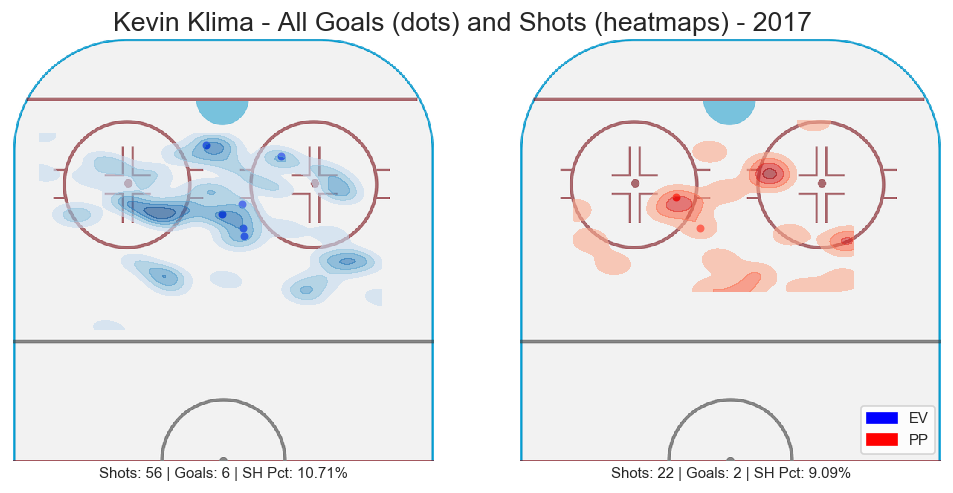 Kevin Klima - All Goals (dots) and Shots (heatmaps) - 2017
EV
PP
Shots: 56 | Goals: 6 | SH Pct: 10.71%
Shots: 22 | Goals: 2 | SH Pct: 9.09%